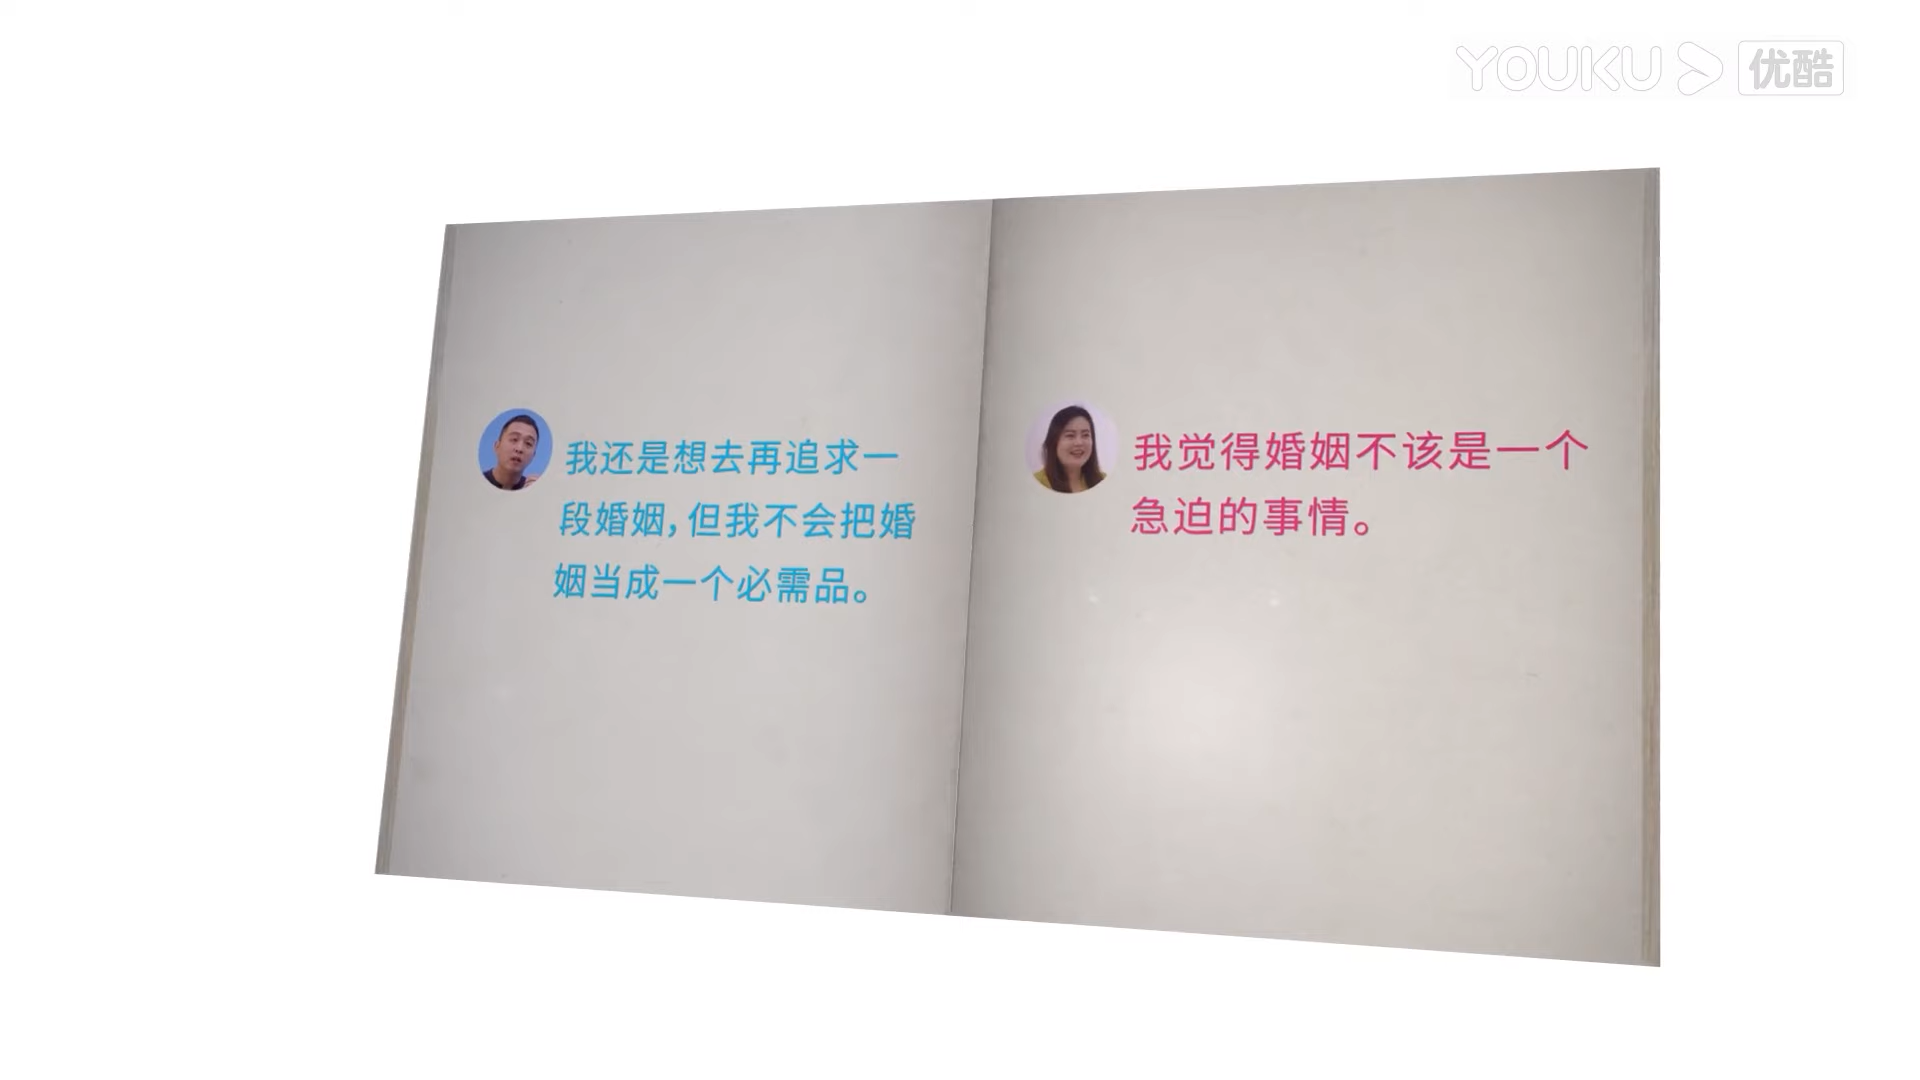 YOUKU 优酷
我还是想去再追求一
段婚姻，但我不会把婚
姻当成一个必需品。
我觉得婚姻不该是一个
急迫的事情。